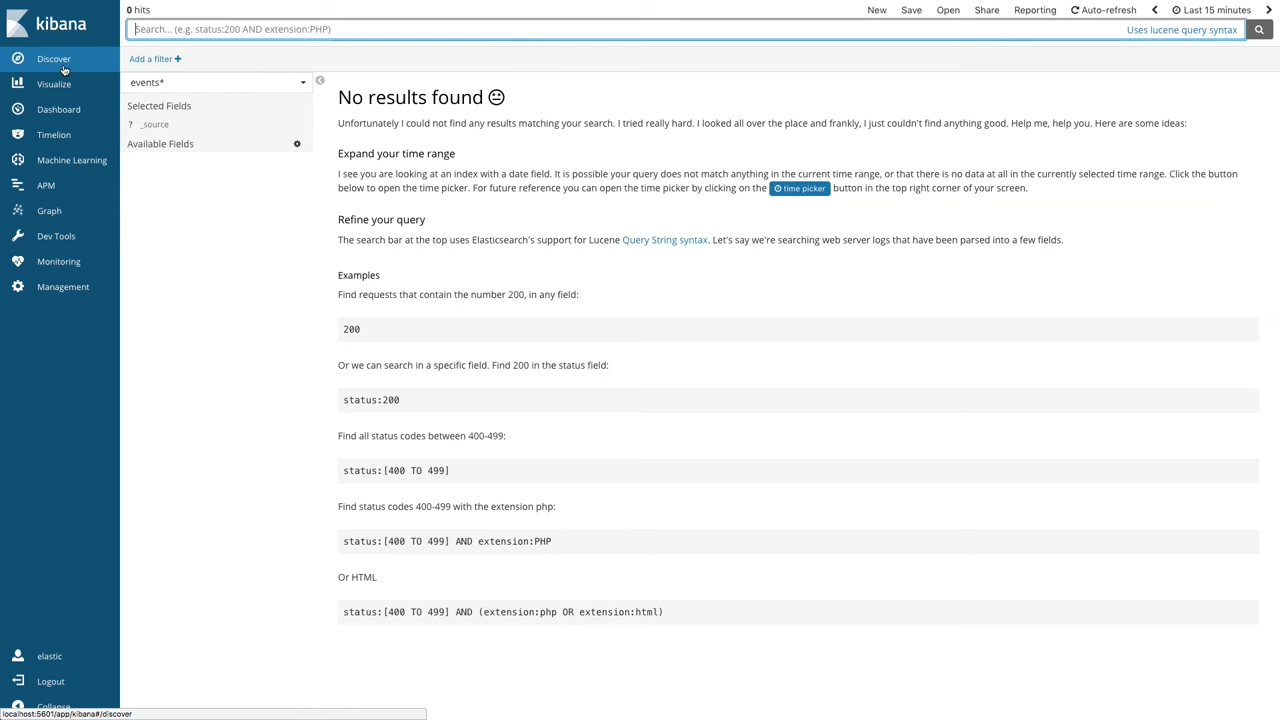 kibana
Discover
Visualize
Dashboard
Timelion
Machine Learning
APM
Graph
Dev Tools
Monitoring
Management
elastic
Logout
Collapse
localhost:5601/app/kibana#/discover
0 hits
New
Save
Open
Share
Reporting
Auto-refresh
Last 15 minutes
Search... (e.g. status:200 AND extension:PHP)
Uses lucene query syntax
Add a filter +
events*
Selected Fields
? _source
Available Fields
No results found
Unfortunately I could not find any results matching your search. I tried really hard. I looked all over the place and frankly, I just couldn't find anything good. Help me, help you. Here are some ideas:
Expand your time range
I see you are looking at an index with a date field. It is possible your query does not match anything in the current time range, or that there is no data at all in the currently selected time range. Click the button
below to open the time picker. For future reference you can open the time picker by clicking on the time picker button in the top right corner of your screen.
Refine your query
The search bar at the top uses Elasticsearch's support for Lucene Query String syntax. Let's say we're searching web server logs that have been parsed into a few fields.
Examples
Find requests that contain the number 200, in any field:
200
Or we can search in a specific field. Find 200 in the status field:
status:200
Find all status codes between 400-499:
status:[400 TO 499]
Find status codes 400-499 with the extension php:
status:[400 TO 499] AND extension:PHP
Or HTML
status:[400 TO 499] AND (extension:php OR extension:html)